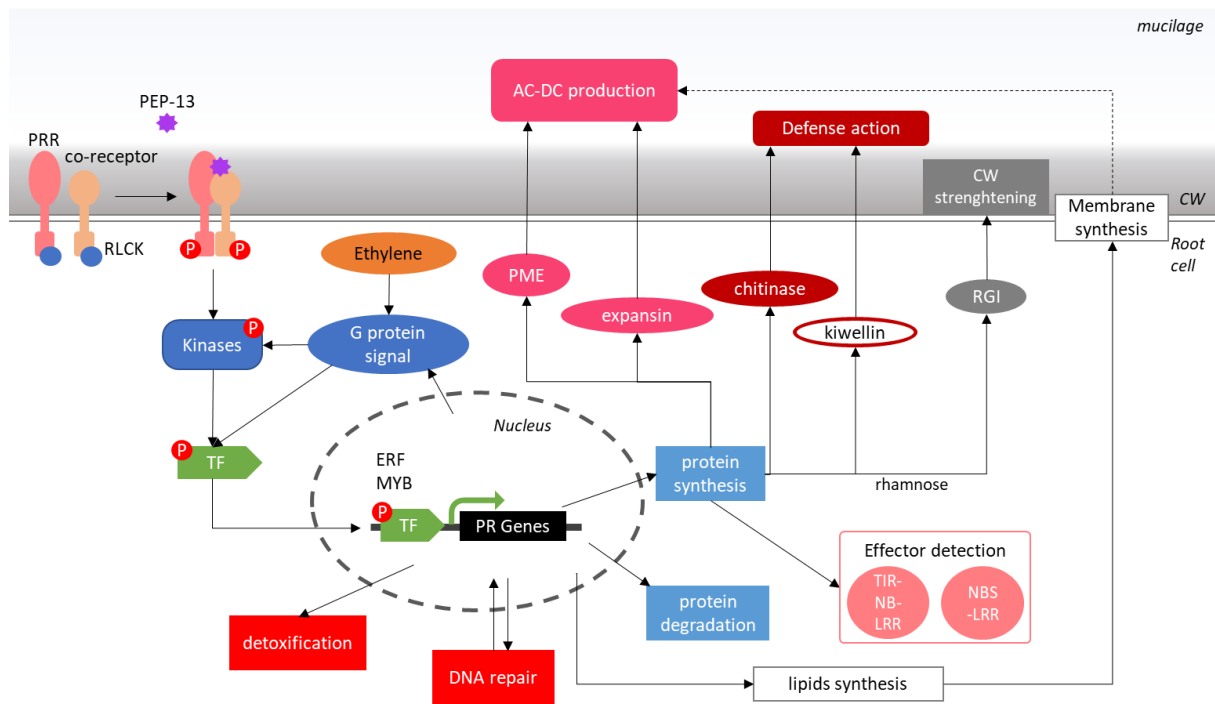 mucilage
PEP-13
AC-DC production
PRR
co-receptor
Defense action
CW
strenghtening
Membrane
synthesis
CW
Root
cell
P
P
RLCK
Ethylene
PME
chitinase
RGI
expansin
kiwellin
P
Kinases
G protein
signal
Nucleus
P
TF
ERF
MYB
protein
synthesis
rhamnose
P
TF
PR Genes
Effector detection
TIR-
NB-
LRR
NBS
-LRR
protein
degradation
detoxification
DNA repair
lipids synthesis